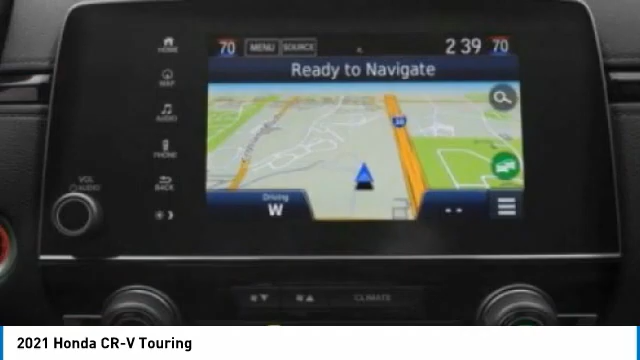 HOME
70 MENU SOURCE 2 39 70
Ready to Navigate
MAP
AUDIO
PHONE
BACK
VOL
AUDIO
Driving
W
--
CLIMATE
2021 Honda CR-V Touring